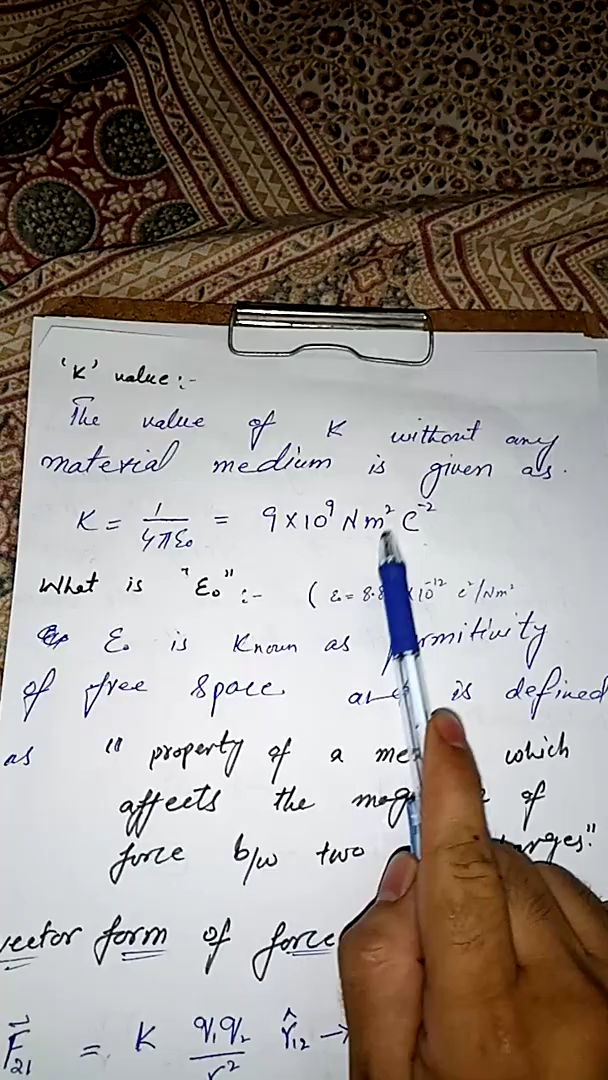 'K' value:-
The value of K without any
material medium is given as.
K = 1/4πε₀ = 9×10⁹ Nm² C⁻²
What is "ε₀":- (ε₀ = 8.8 ×10⁻¹² c²/Nm²
ε₀ is known as
of free space is defined
as " property of a which
affects the of
force b/w two
vector form of force
F⃗₂₁ = K q₁q₂/r² r̂₁₂ →